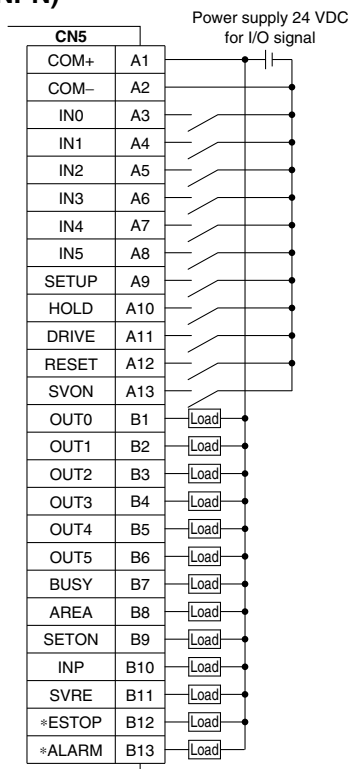 NPN)
Power supply 24 VDC
for I/O signal
CN5
COM+ A1
COM− A2
IN0 A3
IN1 A4
IN2 A5
IN3 A6
IN4 A7
IN5 A8
SETUP A9
HOLD A10
DRIVE A11
RESET A12
SVON A13
OUT0 B1 Load
OUT1 B2 Load
OUT2 B3 Load
OUT3 B4 Load
OUT4 B5 Load
OUT5 B6 Load
BUSY B7 Load
AREA B8 Load
SETON B9 Load
INP B10 Load
SVRE B11 Load
∗ESTOP B12 Load
∗ALARM B13 Load